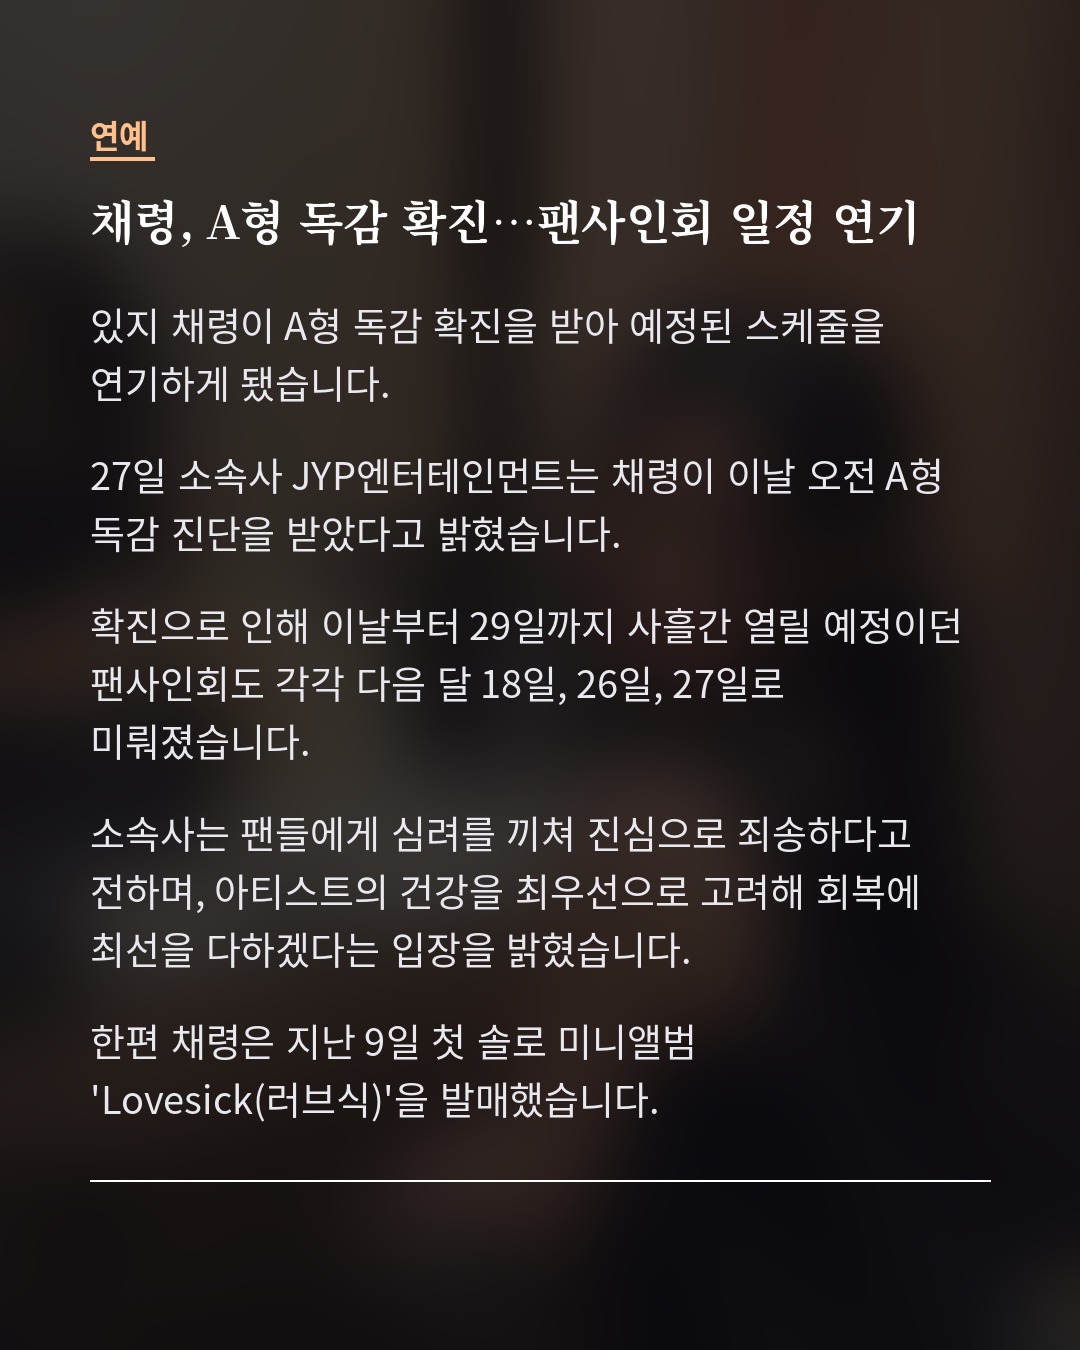 연예
채령, A형 독감 확진…팬사인회 일정 연기
있지 채령이 A형 독감 확진을 받아 예정된 스케줄을
연기하게 됐습니다.
27일 소속사 JYP엔터테인먼트는 채령이 이날 오전 A형
독감 진단을 받았다고 밝혔습니다.
확진으로 인해 이날부터 29일까지 사흘간 열릴 예정이던
팬사인회도 각각 다음 달 18일, 26일, 27일로
미뤄졌습니다.
소속사는 팬들에게 심려를 끼쳐 진심으로 죄송하다고
전하며, 아티스트의 건강을 최우선으로 고려해 회복에
최선을 다하겠다는 입장을 밝혔습니다.
한편 채령은 지난 9일 첫 솔로 미니앨범
'Lovesick(러브식)'을 발매했습니다.